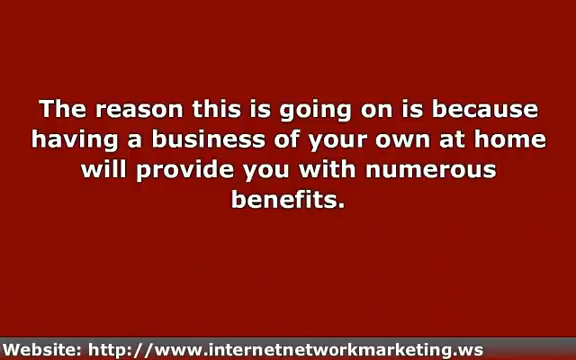 The reason this is going on is because
having a business of your own at home
will provide you with numerous
benefits.
Website: http://www.internetnetworkmarketing.ws